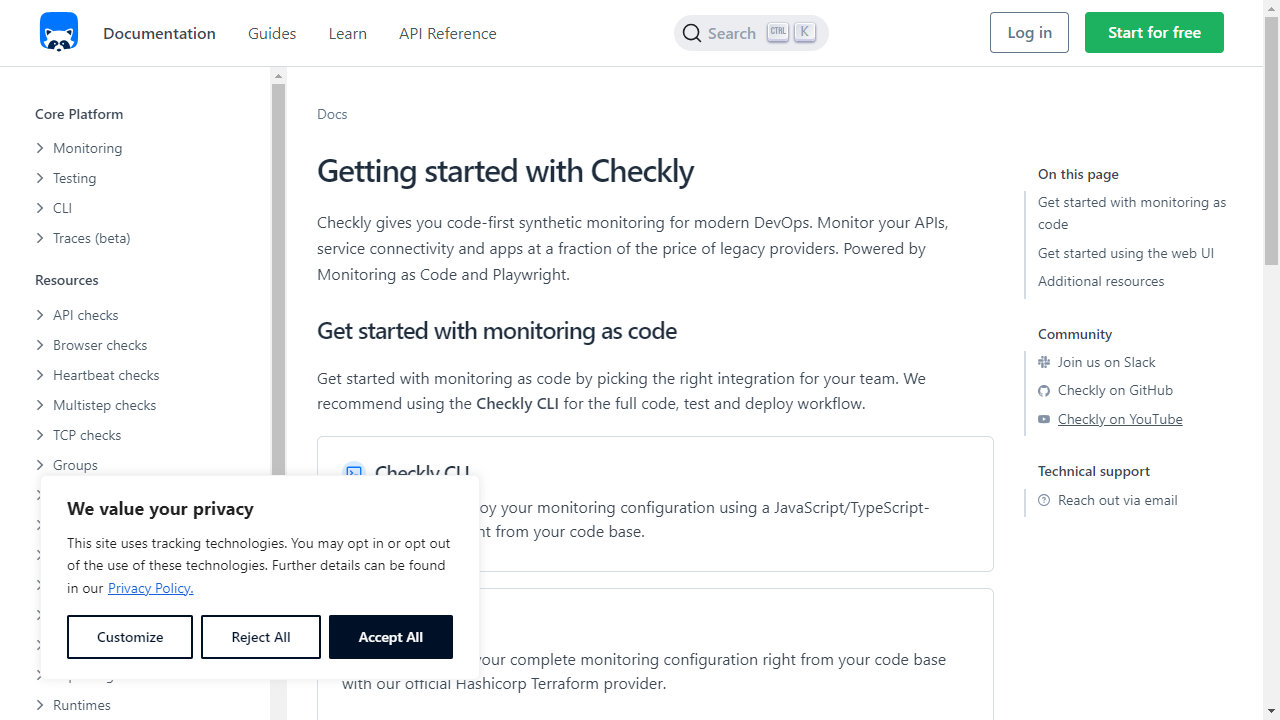 Documentation
Guides
Learn
API Reference
Search
CTRL
K
Log in
Start for free
Core Platform
Monitoring
Testing
CLI
Traces (beta)
Resources
API checks
Browser checks
Heartbeat checks
Multistep checks
TCP checks
Groups
Runtimes
Docs
Getting started with Checkly
Checkly gives you code-first synthetic monitoring for modern DevOps. Monitor your APIs,
service connectivity and apps at a fraction of the price of legacy providers. Powered by
Monitoring as Code and Playwright.
Get started with monitoring as code
Get started with monitoring as code by picking the right integration for your team. We
recommend using the Checkly CLI for the full code, test and deploy workflow.
Checkly CLI
your monitoring configuration using a JavaScript/TypeScript-
from your code base.
your complete monitoring configuration right from your code base
with our official Hashicorp Terraform provider.
On this page
Get started with monitoring as
code
Get started using the web UI
Additional resources
Community
Join us on Slack
Checkly on GitHub
Checkly on YouTube
Technical support
Reach out via email
We value your privacy
This site uses tracking technologies. You may opt in or opt out
of the use of these technologies. Further details can be found
in our Privacy Policy.
Customize
Reject All
Accept All